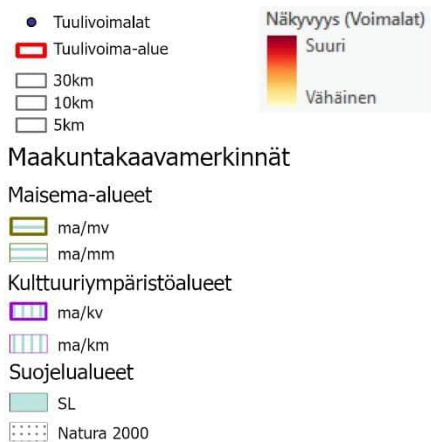 Tuulivoimalat
Tuulivoima-alue
30km
10km
5km
Näkyvyys (Voimalat)
Suuri
Vähäinen
Maakuntakaavamerkinnät
Maisema-alueet
ma/mv
ma/mm
Kulttuuriympäristöalueet
ma/kv
ma/km
Suojelualueet
SL
Natura 2000